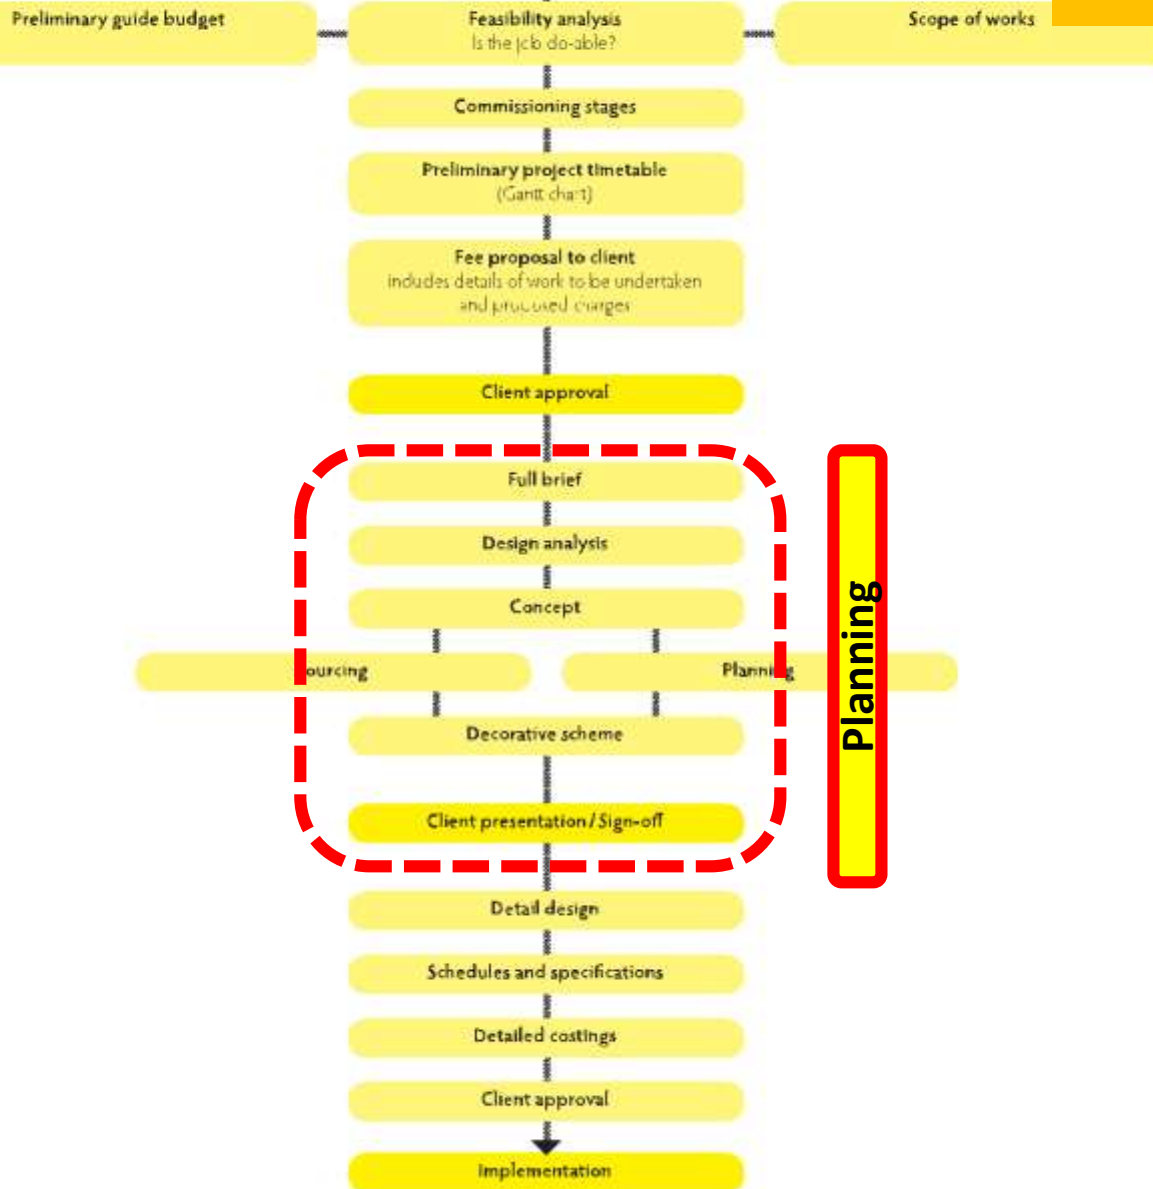 Preliminary guide budget
Feasibility analysis
Is the job do-able?
Scope of works
Commissioning stages
Preliminary project timetable
(Gantt chart)
Fee proposal to client
includes details of work to be undertaken
and proposed charges
Client approval
Full brief
Design analysis
Concept
ourcing
Planning
Decorative scheme
Client presentation / Sign-off
Planning
Detail design
Schedules and specifications
Detailed costings
Client approval
Implementation